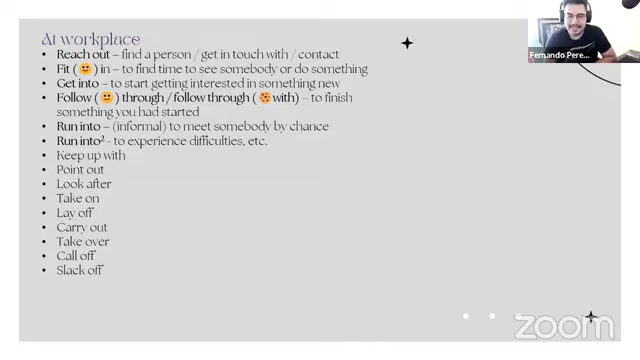 At workplace
• Reach out – find a person / get in touch with / contact
• Fit (🙂) in – to find time to see somebody or do something
• Get into – to start getting interested in something new
• Follow (🙂) through / follow through (🍪 with) – to finish
something you had started
• Run into – (informal) to meet somebody by chance
• Run into² - to experience difficulties, etc.
• Keep up with
• Point out
• Look after
• Take on
• Lay off
• Carry out
• Take over
• Call off
• Slack off
Fernando Pere...
zoom